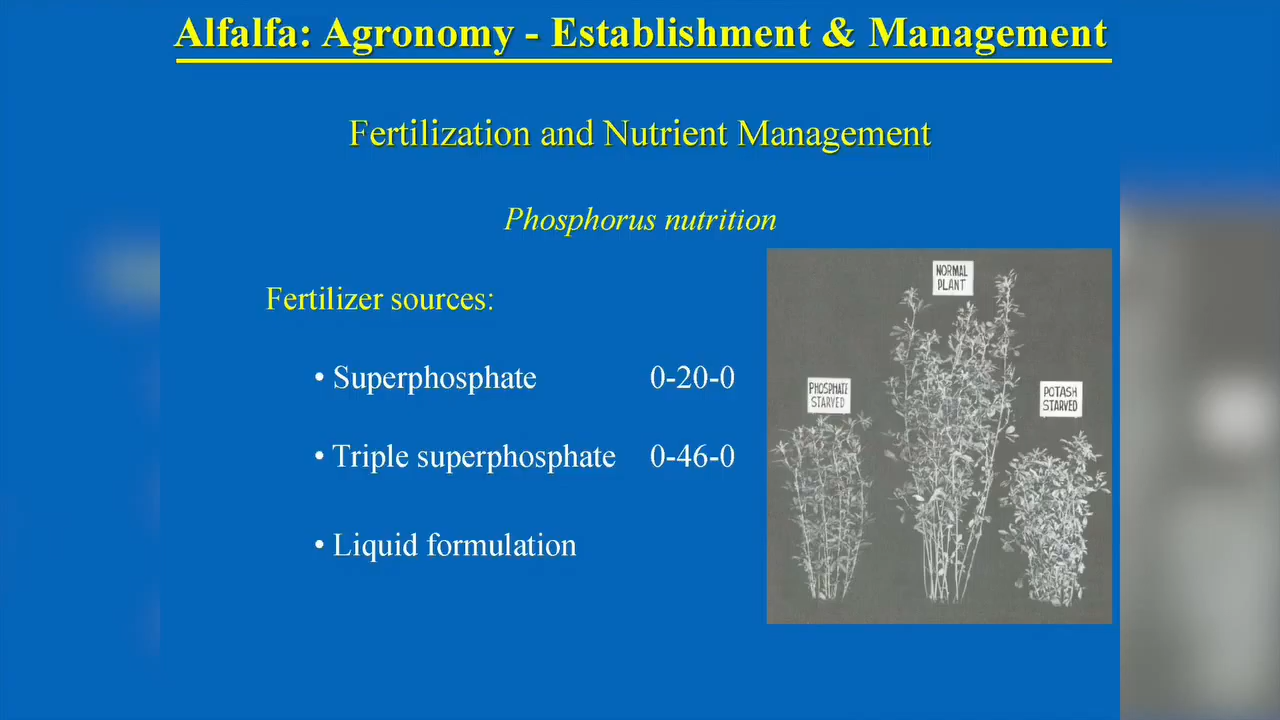 Alfalfa: Agronomy - Establishment & Management
Fertilization and Nutrient Management
Phosphorus nutrition
Fertilizer sources:
• Superphosphate 0-20-0
• Triple superphosphate 0-46-0
• Liquid formulation
NORMAL
PLANT
PHOSPHATE
STARVED
POTASH
STARVED